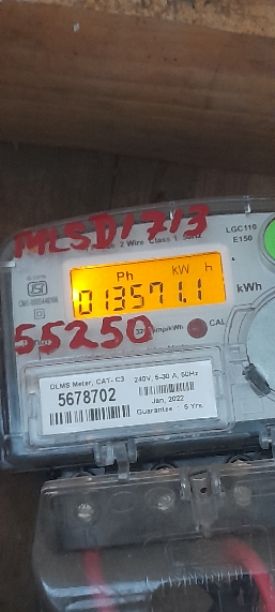 LGC110
E150
MLSD1713
2 Wire Class 1
Ph KW h
013571.1
kWh
55250
CAL
DLMS Meter, CAT- C3
240V, 5-30 A, 50Hz
5678702
Jan, 2022
Guarantee 5 Yrs.